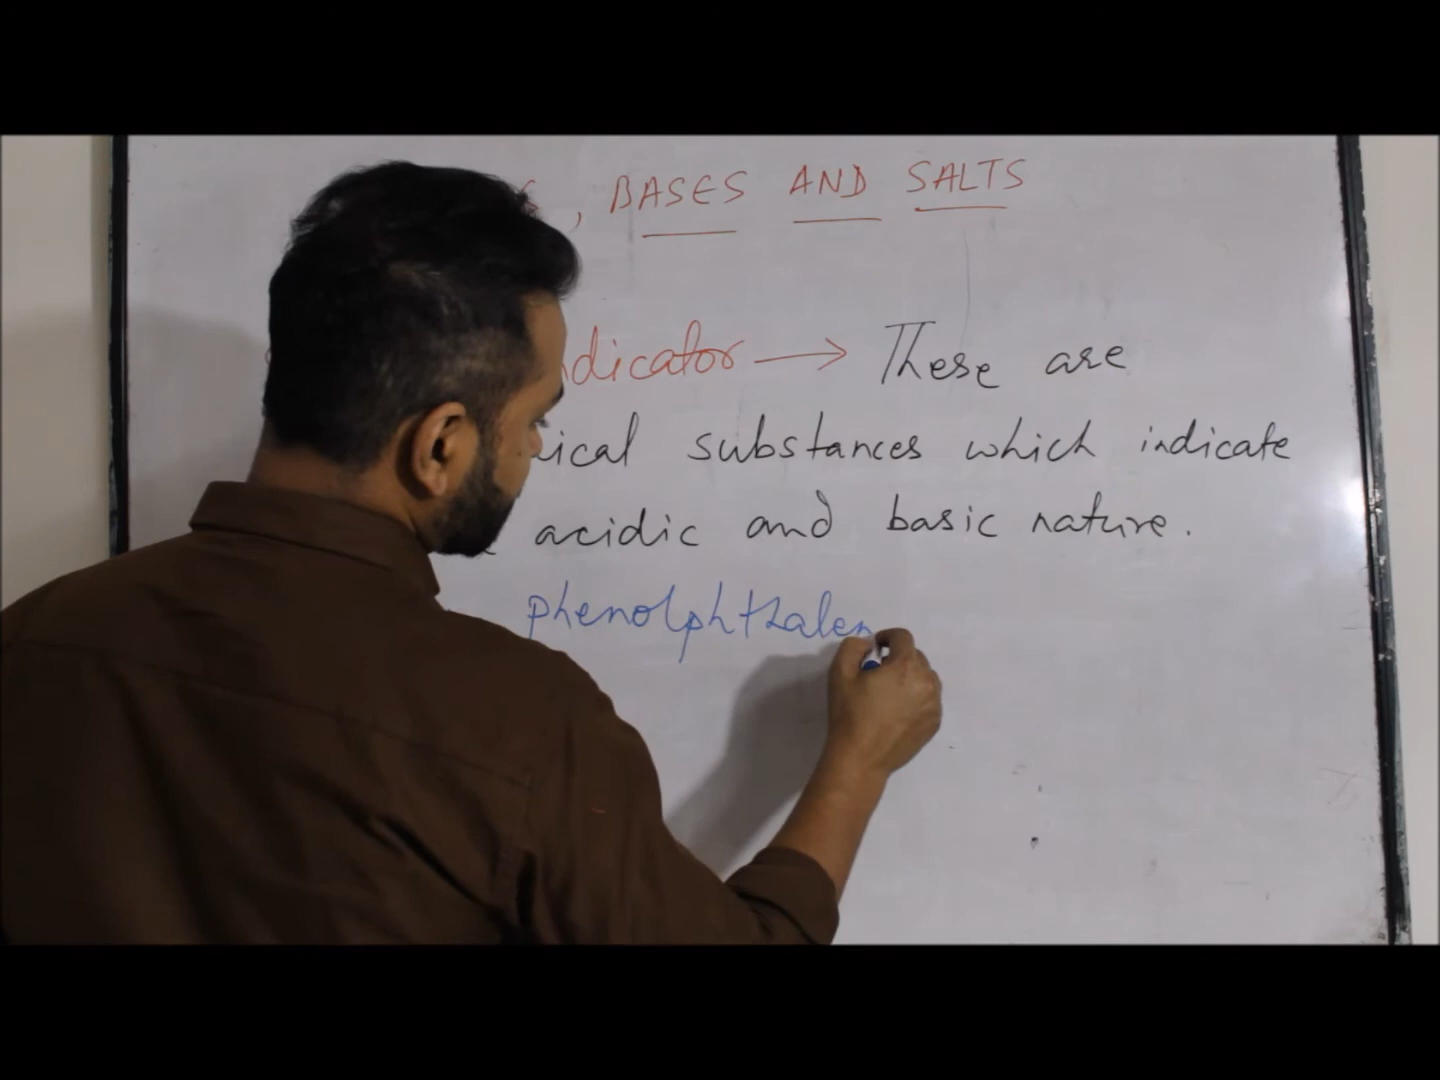 , BASES AND SALTS
dicator → These are
ical substances which indicate
acidic and basic nature.
phenolphthalen